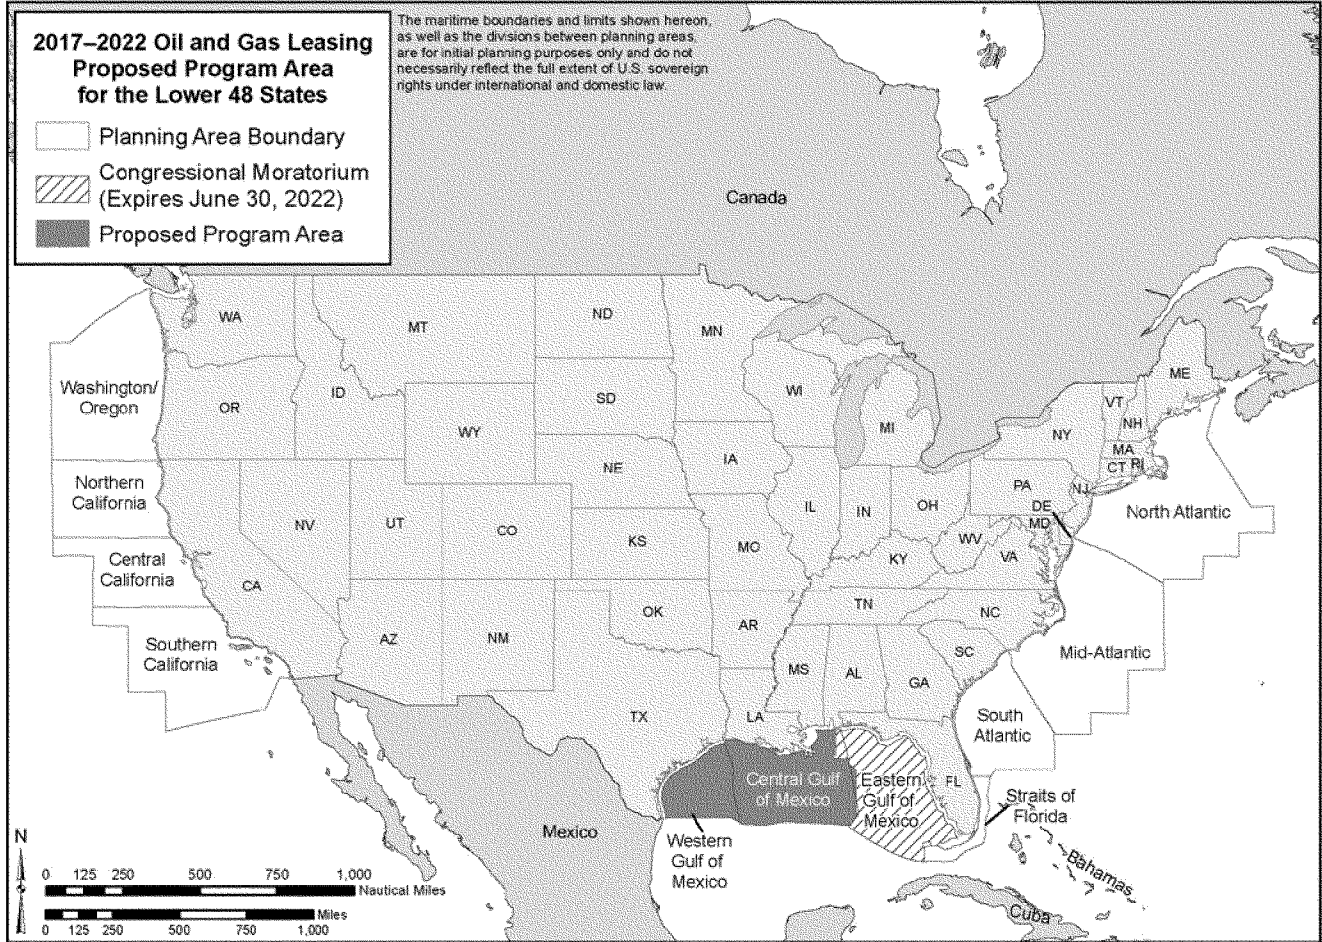 2017–2022 Oil and Gas Leasing
Proposed Program Area
for the Lower 48 States
Planning Area Boundary
Congressional Moratorium
(Expires June 30, 2022)
Proposed Program Area
The maritime boundaries and limits shown hereon,
as well as the divisions between planning areas,
are for initial planning purposes only and do not
necessarily reflect the full extent of U.S. sovereign
rights under international and domestic law.
Canada
WA
MT
ND
MN
ME
Washington/
Oregon
OR
ID
SD
WI
VT
NH
WY
MI
NY
MA
CT
RI
Northern
California
NE
IA
PA
NJ
NV
UT
CO
IL
IN
OH
DE
MD
North Atlantic
KS
MO
WV
VA
KY
Central
California
CA
TN
NC
OK
AR
AZ
NM
SC
Mid-Atlantic
Southern
California
MS
AL
GA
TX
LA
South
Atlantic
Central Gulf
of Mexico
Eastern
Gulf of
Mexico
FL
Straits of
Florida
Mexico
Western
Gulf of
Mexico
Bahamas
Cuba
N
0 125 250 500 750 1,000
Nautical Miles
Miles
0 125 250 500 750 1,000